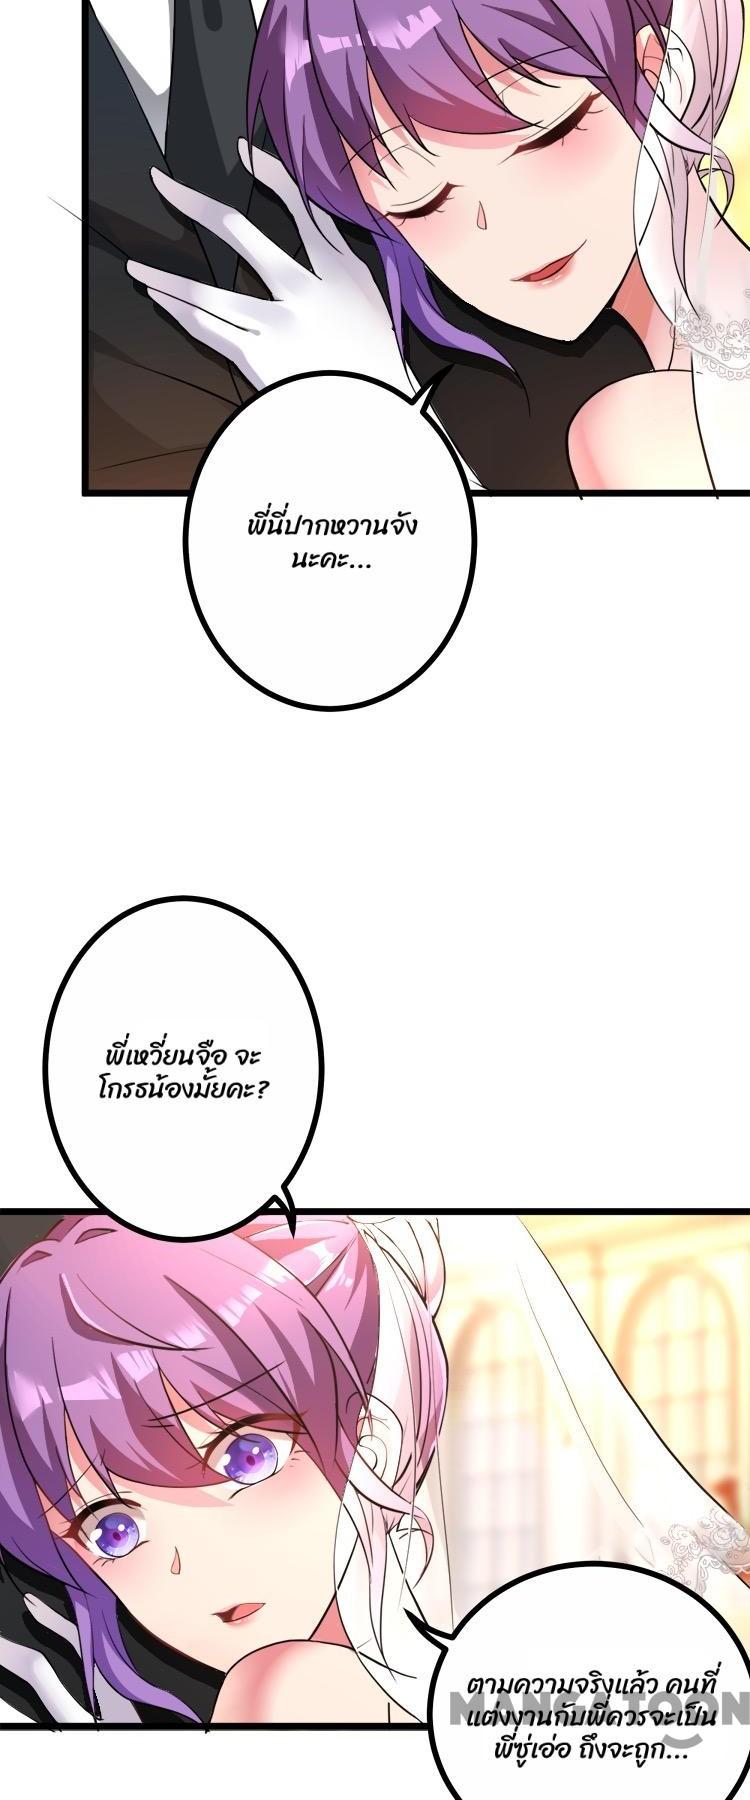 พี่นี่ปากหวานจัง
นะคะ...
พี่เหวี่ยนจือ จะ
โกรธน้องมั้ยคะ?
ตามความจริงแล้ว คนที่
แต่งงานกับพี่ควรจะเป็น
พี่ซู่เอ่อ ถึงจะถูก...
MANGATOON